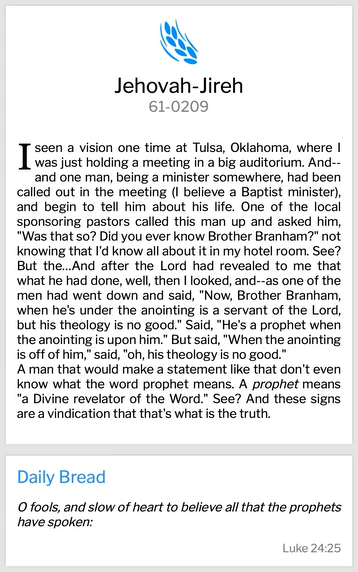 Jehovah-Jireh
61-0209
I seen a vision one time at Tulsa, Oklahoma, where I
was just holding a meeting in a big auditorium. And--
and one man, being a minister somewhere, had been
called out in the meeting (I believe a Baptist minister),
and begin to tell him about his life. One of the local
sponsoring pastors called this man up and asked him,
"Was that so? Did you ever know Brother Branham?" not
knowing that I'd know all about it in my hotel room. See?
But the...And after the Lord had revealed to me that
what he had done, well, then I looked, and--as one of the
men had went down and said, "Now, Brother Branham,
when he's under the anointing is a servant of the Lord,
but his theology is no good." Said, "He's a prophet when
the anointing is upon him." But said, "When the anointing
is off of him," said, "oh, his theology is no good."
A man that would make a statement like that don't even
know what the word prophet means. A prophet means
"a Divine revelator of the Word." See? And these signs
are a vindication that that's what is the truth.
Daily Bread
O fools, and slow of heart to believe all that the prophets
have spoken:
Luke 24:25